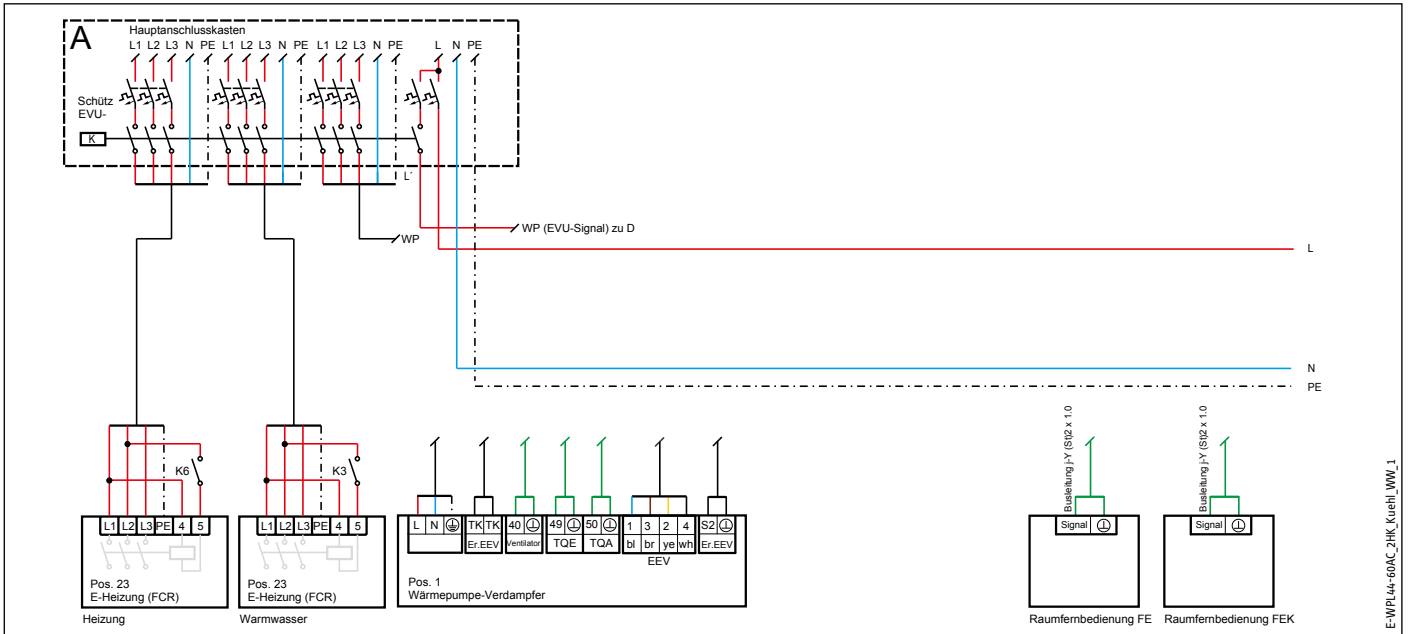 A
Hauptanschlusskasten
L1 L2 L3 N PE L1 L2 L3 N PE L1 L2 L3 N PE L N PE
Schütz
EVU-
K
L´
WP (EVU-Signal) zu D
WP
L
N
PE
K6
K3
L1 L2 L3 PE 4 5
L1 L2 L3 PE 4 5
L N
TK TK
40
49
50
1 3 2 4
S2
Er.EEV
Ventilator
TQE
TQA
bl br ye wh
Er.EEV
EEV
Pos. 23
E-Heizung (FCR)
Heizung
Pos. 23
E-Heizung (FCR)
Warmwasser
Pos. 1
Wärmepumpe-Verdampfer
Busleitung j-Y (St)2 x 1.0
Signal
Raumfernbedienung FE
Busleitung j-Y (St)2 x 1.0
Signal
Raumfernbedienung FEK
E-WPL44-60AC_2HK_Kuehl_WW_1